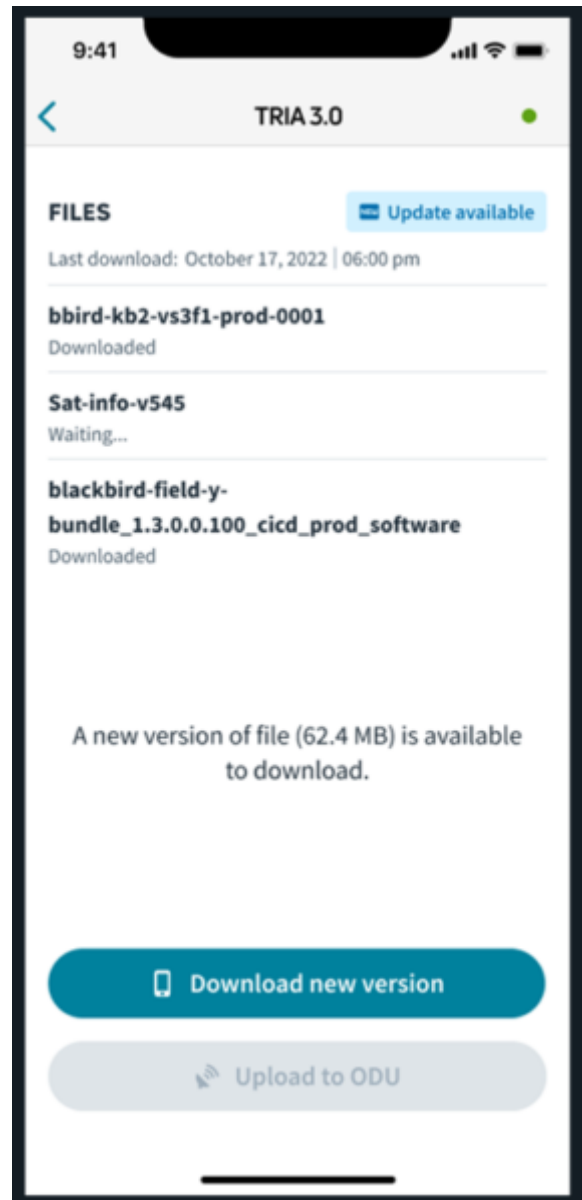 9:41
TRIA 3.0
FILES
NEW Update available
Last download: October 17, 2022 | 06:00 pm
bbird-kb2-vs3f1-prod-0001
Downloaded
Sat-info-v545
Waiting...
blackbird-field-y-
bundle_1.3.0.0.100_cicd_prod_software
Downloaded
A new version of file (62.4 MB) is available
to download.
Download new version
Upload to ODU